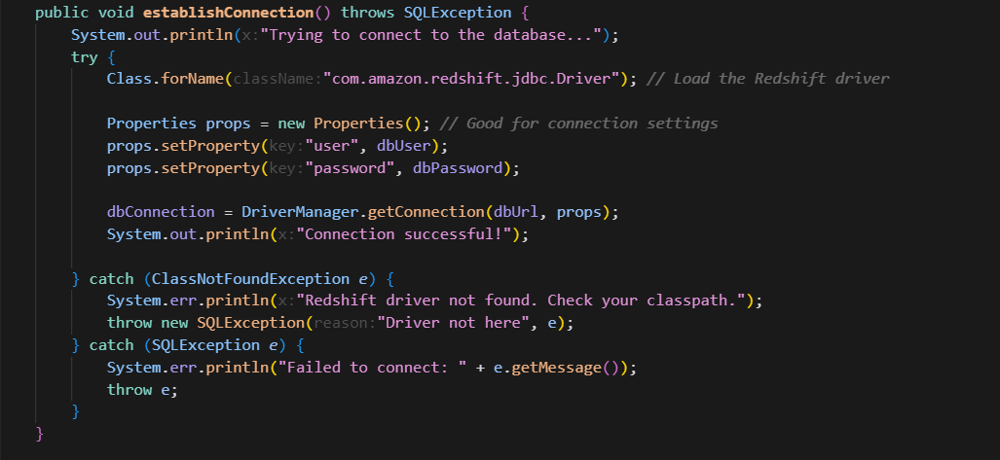 public void establishConnection() throws SQLException {
System.out.println(x:"Trying to connect to the database...");
try {
Class.forName(className:"com.amazon.redshift.jdbc.Driver"); // Load the Redshift driver
Properties props = new Properties(); // Good for connection settings
props.setProperty(key:"user", dbUser);
props.setProperty(key:"password", dbPassword);
dbConnection = DriverManager.getConnection(dbUrl, props);
System.out.println(x:"Connection successful!");
} catch (ClassNotFoundException e) {
System.err.println(x:"Redshift driver not found. Check your classpath.");
throw new SQLException(reason:"Driver not here", e);
} catch (SQLException e) {
System.err.println("Failed to connect: " + e.getMessage());
throw e;
}
}